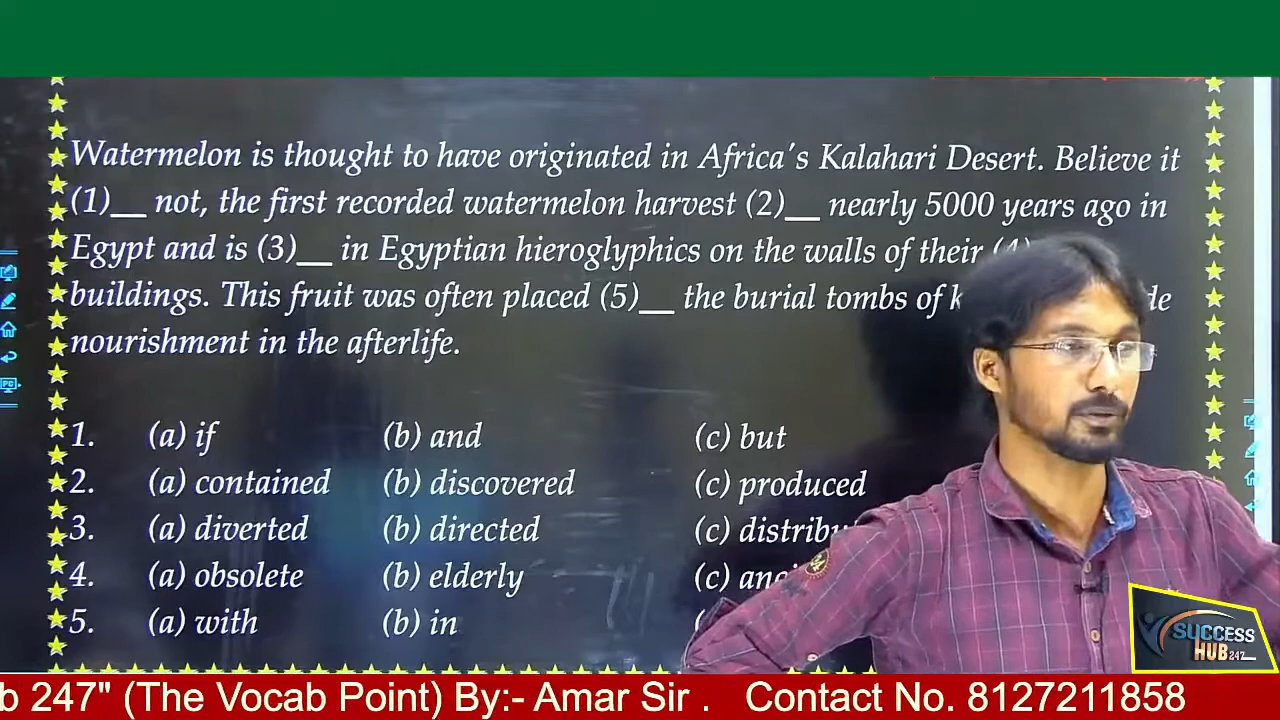 Watermelon is thought to have originated in Africa's Kalahari Desert. Believe it
(1)__ not, the first recorded watermelon harvest (2)__ nearly 5000 years ago in
Egypt and is (3)__ in Egyptian hieroglyphics on the walls of their
buildings. This fruit was often placed (5)__ the burial tombs of
nourishment in the afterlife.
1. (a) if (b) and (c) but
2. (a) contained (b) discovered (c) produced
3. (a) diverted (b) directed (c)
4. (a) obsolete (b) elderly (c)
5. (a) with (b) in
SUCCESS
HUB 247
b 247" (The Vocab Point) By:- Amar Sir . Contact No. 8127211858